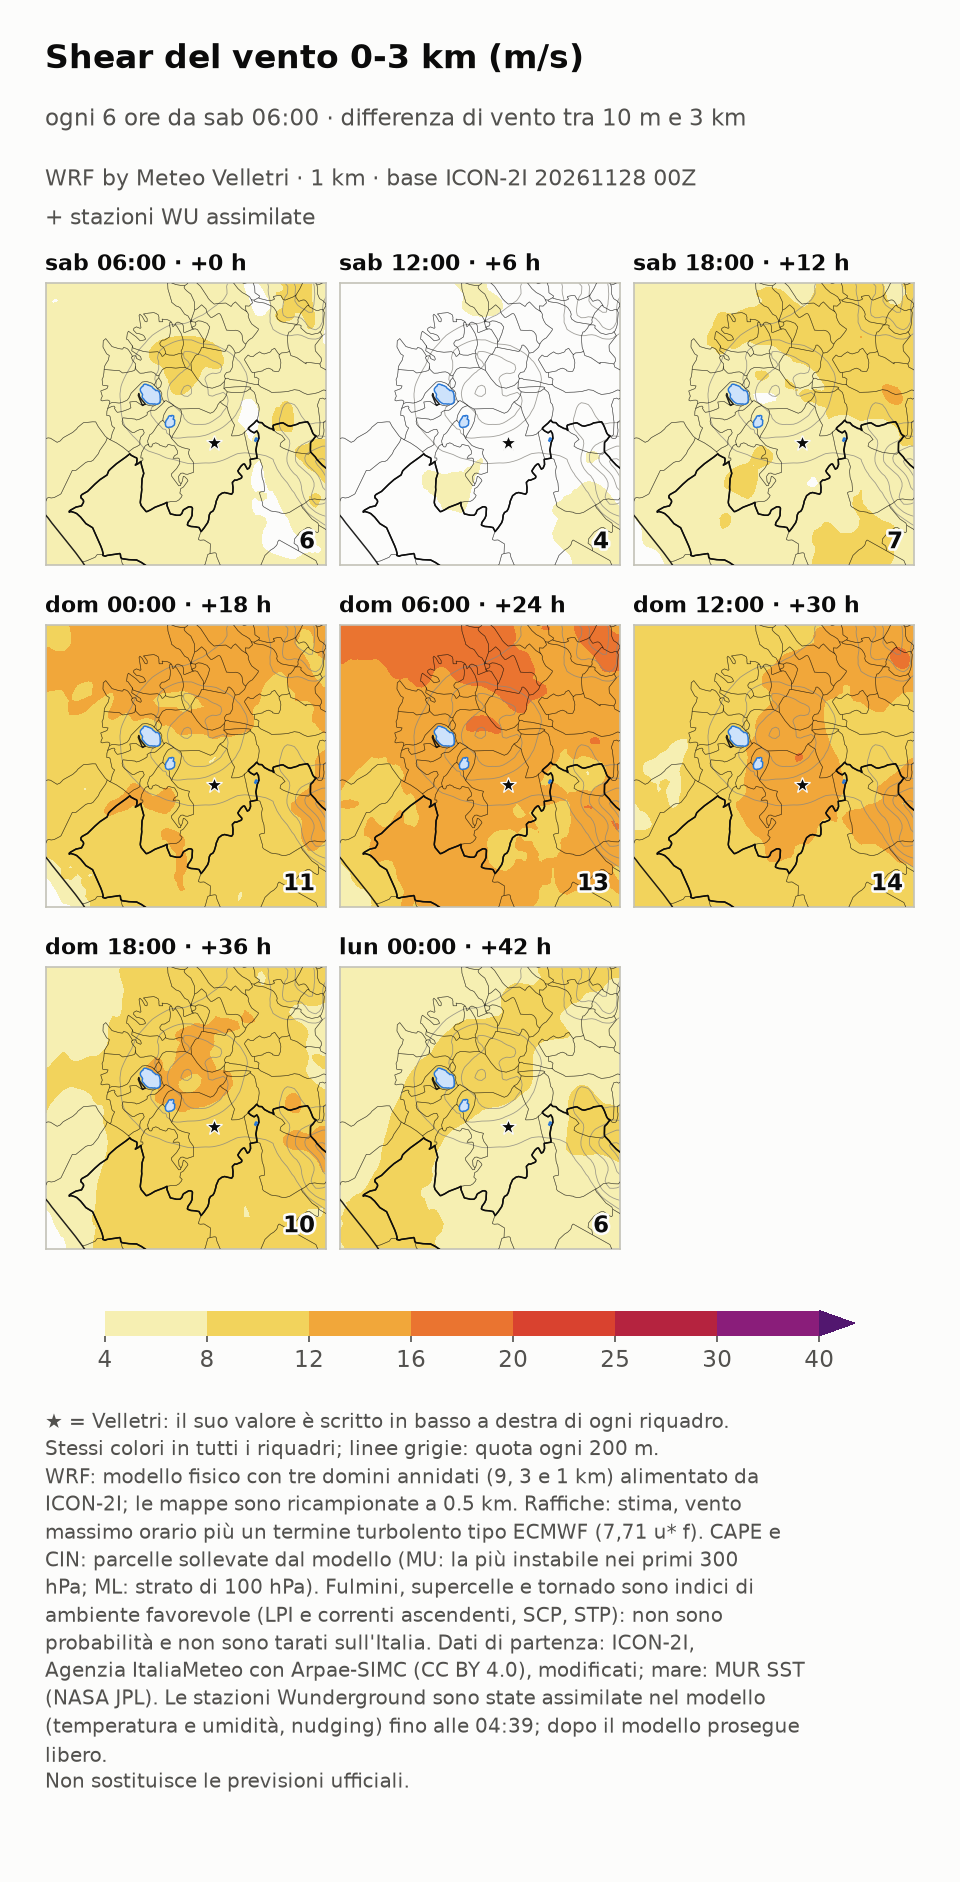 Shear del vento 0-3 km (m/s)
ogni 6 ore da sab 06:00 · differenza di vento tra 10 m e 3 km
WRF by Meteo Velletri · 1 km · base ICON-2I 20261128 00Z
+ stazioni WU assimilate
sab 06:00 · +0 h
sab 12:00 · +6 h
sab 18:00 · +12 h
6
4
7
dom 00:00 · +18 h
dom 06:00 · +24 h
dom 12:00 · +30 h
11
13
14
dom 18:00 · +36 h
lun 00:00 · +42 h
10
6
4 8 12 16 20 25 30 40
★ = Velletri: il suo valore è scritto in basso a destra di ogni riquadro.
Stessi colori in tutti i riquadri; linee grigie: quota ogni 200 m.
WRF: modello fisico con tre domini annidati (9, 3 e 1 km) alimentato da
ICON-2I; le mappe sono ricampionate a 0.5 km. Raffiche: stima, vento
massimo orario più un termine turbolento tipo ECMWF (7,71 u* f). CAPE e
CIN: parcelle sollevate dal modello (MU: la più instabile nei primi 300
hPa; ML: strato di 100 hPa). Fulmini, supercelle e tornado sono indici di
ambiente favorevole (LPI e correnti ascendenti, SCP, STP): non sono
probabilità e non sono tarati sull'Italia. Dati di partenza: ICON-2I,
Agenzia ItaliaMeteo con Arpae-SIMC (CC BY 4.0), modificati; mare: MUR SST
(NASA JPL). Le stazioni Wunderground sono state assimilate nel modello
(temperatura e umidità, nudging) fino alle 04:39; dopo il modello prosegue
libero.
Non sostituisce le previsioni ufficiali.